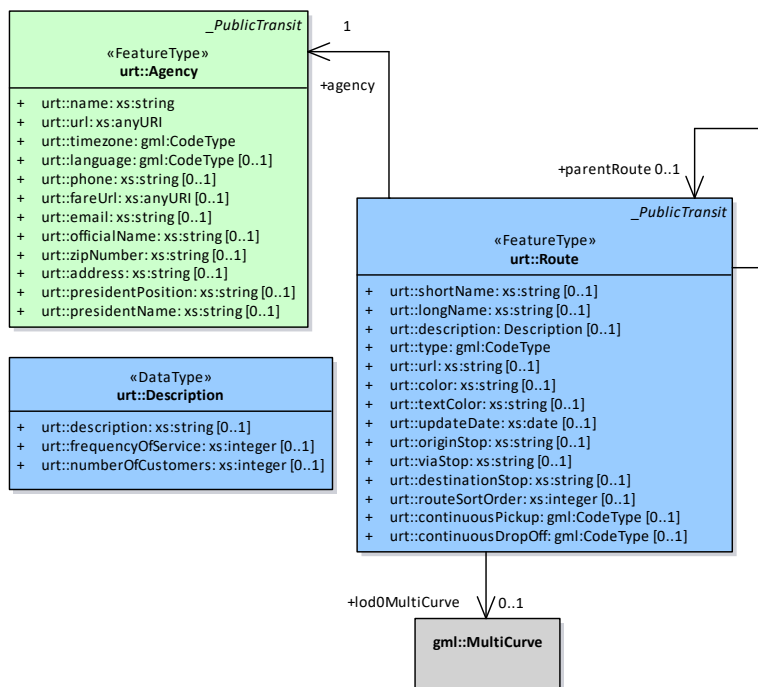 _PublicTransit
«FeatureType»
urt::Agency
+ urt::name: xs:string
+ urt::url: xs:anyURI
+ urt::timezone: gml:CodeType
+ urt::language: gml:CodeType [0..1]
+ urt::phone: xs:string [0..1]
+ urt::fareUrl: xs:anyURI [0..1]
+ urt::email: xs:string [0..1]
+ urt::officialName: xs:string [0..1]
+ urt::zipNumber: xs:string [0..1]
+ urt::address: xs:string [0..1]
+ urt::presidentPosition: xs:string [0..1]
+ urt::presidentName: xs:string [0..1]
1
+agency
+parentRoute 0..1
«DataType»
urt::Description
+ urt::description: xs:string [0..1]
+ urt::frequencyOfService: xs:integer [0..1]
+ urt::numberOfCustomers: xs:integer [0..1]
_PublicTransit
«FeatureType»
urt::Route
+ urt::shortName: xs:string [0..1]
+ urt::longName: xs:string [0..1]
+ urt::description: Description [0..1]
+ urt::type: gml:CodeType
+ urt::url: xs:string [0..1]
+ urt::color: xs:string [0..1]
+ urt::textColor: xs:string [0..1]
+ urt::updateDate: xs:date [0..1]
+ urt::originStop: xs:string [0..1]
+ urt::viaStop: xs:string [0..1]
+ urt::destinationStop: xs:string [0..1]
+ urt::routeSortOrder: xs:integer [0..1]
+ urt::continuousPickup: gml:CodeType [0..1]
+ urt::continuousDropOff: gml:CodeType [0..1]
+lod0MultiCurve 0..1
gml::MultiCurve